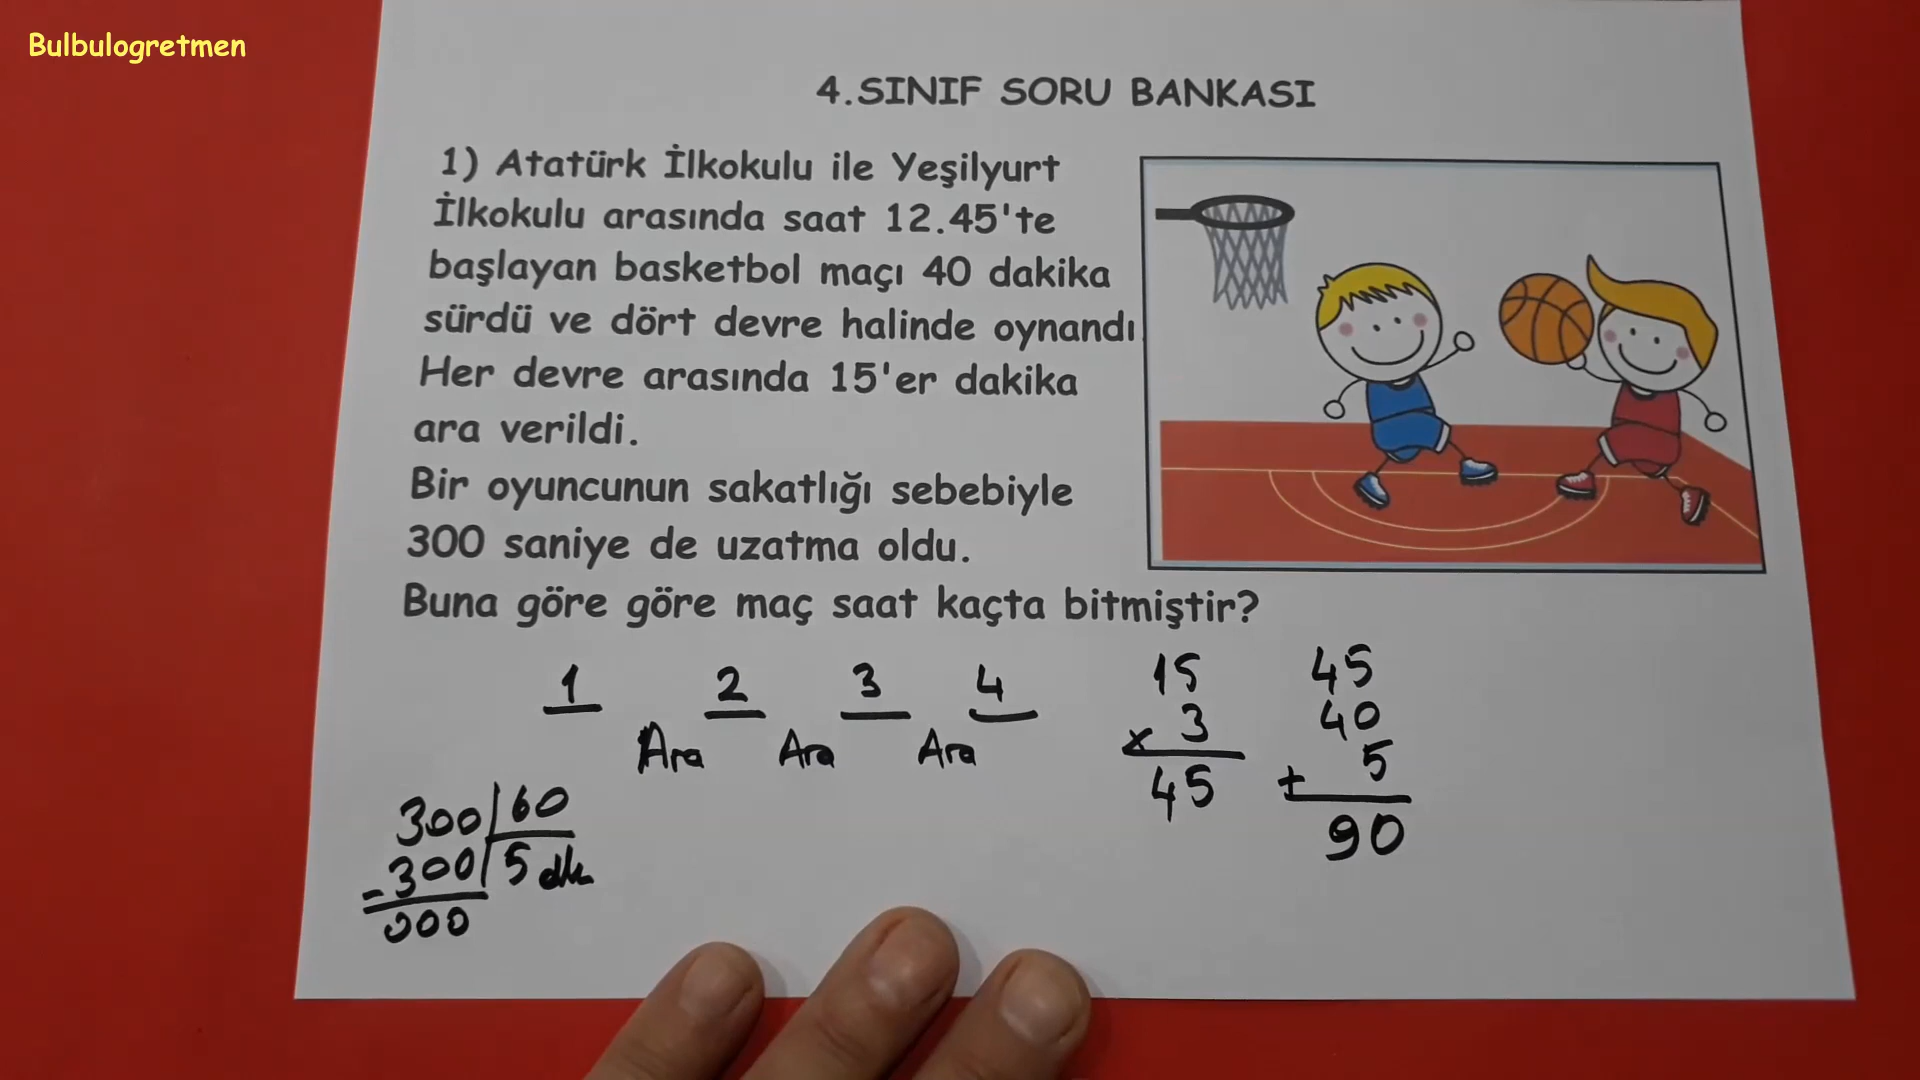 Bulbulogretmen
4.SINIF SORU BANKASI
1) Atatürk İlkokulu ile Yeşilyurt
İlkokulu arasında saat 12.45'te
başlayan basketbol maçı 40 dakika
sürdü ve dört devre halinde oynandı
Her devre arasında 15'er dakika
ara verildi.
Bir oyuncunun sakatlığı sebebiyle
300 saniye de uzatma oldu.
Buna göre göre maç saat kaçta bitmiştir?
1 2 3 4
Ara Ara Ara
15
x 3
45
45
40
+ 5
90
300 60
-300 5 dk
000